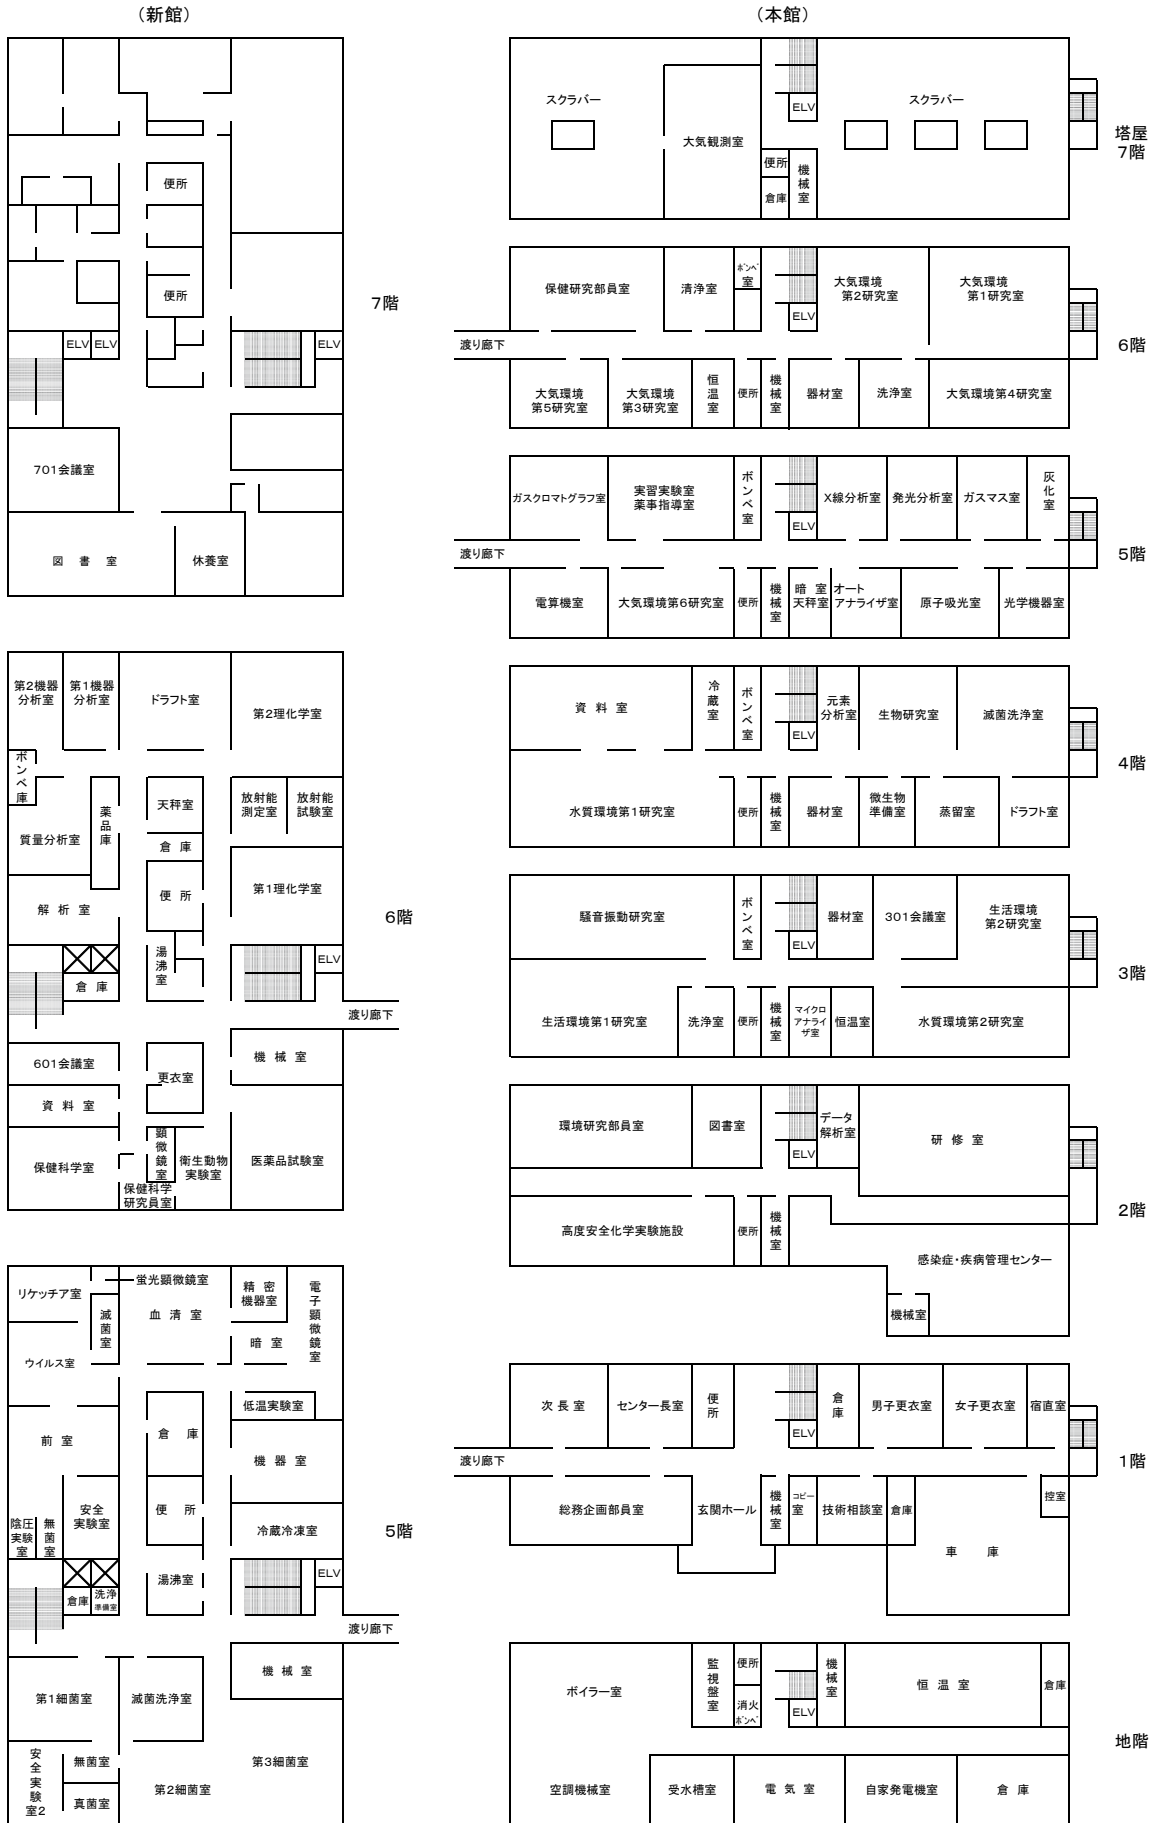 （新館）
便所
便所
ELV
ELV
ELV
701会議室
図 書 室
休養室
7階
第2機器
分析室
第1機器
分析室
ドラフト室
第2理化学室
ボンベ庫
薬品庫
天秤室
放射能
測定室
放射能
試験室
質量分析室
倉 庫
解 析 室
便 所
第1理化学室
湯沸室
倉 庫
ELV
渡り廊下
601会議室
更衣室
機 械 室
資 料 室
保健科学室
顕微鏡室
衛生動物
実験室
医薬品試験室
保健科学
研究員室
6階
リケッチア室
蛍光顕微鏡室
血 清 室
滅菌室
精 密
機器室
電子顕微鏡室
暗 室
ウイルス室
低温実験室
前 室
倉 庫
機 器 室
陰圧
実験室
無菌室
安全
実験室
便 所
冷蔵冷凍室
湯沸室
倉庫
洗浄
準備室
ELV
渡り廊下
第1細菌室
滅菌洗浄室
機 械 室
安全実験室2
無菌室
真菌室
第2細菌室
第3細菌室
5階
（本館）
スクラバー
大気観測室
ELV
便所
倉庫
機械室
スクラバー
塔屋
7階
保健研究部員室
清浄室
ボンベ
室
ELV
大気環境
第2研究室
大気環境
第1研究室
渡り廊下
大気環境
第5研究室
大気環境
第3研究室
恒温室
便所
機械室
器材室
洗浄室
大気環境第4研究室
6階
ガスクロマトグラフ室
実習実験室
薬事指導室
ボンベ室
ELV
X線分析室
発光分析室
ガスマス室
灰化室
渡り廊下
電算機室
大気環境第6研究室
便所
機械室
暗 室
天秤室
オート
アナライザ室
原子吸光室
光学機器室
5階
資 料 室
冷蔵室
ボンベ室
ELV
元素
分析室
生物研究室
滅菌洗浄室
水質環境第1研究室
便所
機械室
器材室
微生物
準備室
蒸留室
ドラフト室
4階
騒音振動研究室
ボンベ室
ELV
器材室
301会議室
生活環境
第2研究室
生活環境第1研究室
洗浄室
便所
機械室
マイクロ
アナライ
ザ室
恒温室
水質環境第2研究室
3階
環境研究部員室
図書室
ELV
データ
解析室
研 修 室
高度安全化学実験施設
便所
機械室
感染症・疾病管理センター
機械室
2階
次 長 室
センター長室
便所
ELV
倉庫
男子更衣室
女子更衣室
宿直室
渡り廊下
総務企画部員室
玄関ホール
機械室
コピー
室
技術相談室
倉庫
控室
車 庫
1階
ボイラー室
監視盤室
便所
消火
ボンベ
ELV
機械室
恒 温 室
倉庫
空調機械室
受水槽室
電 気 室
自家発電機室
倉 庫
地階